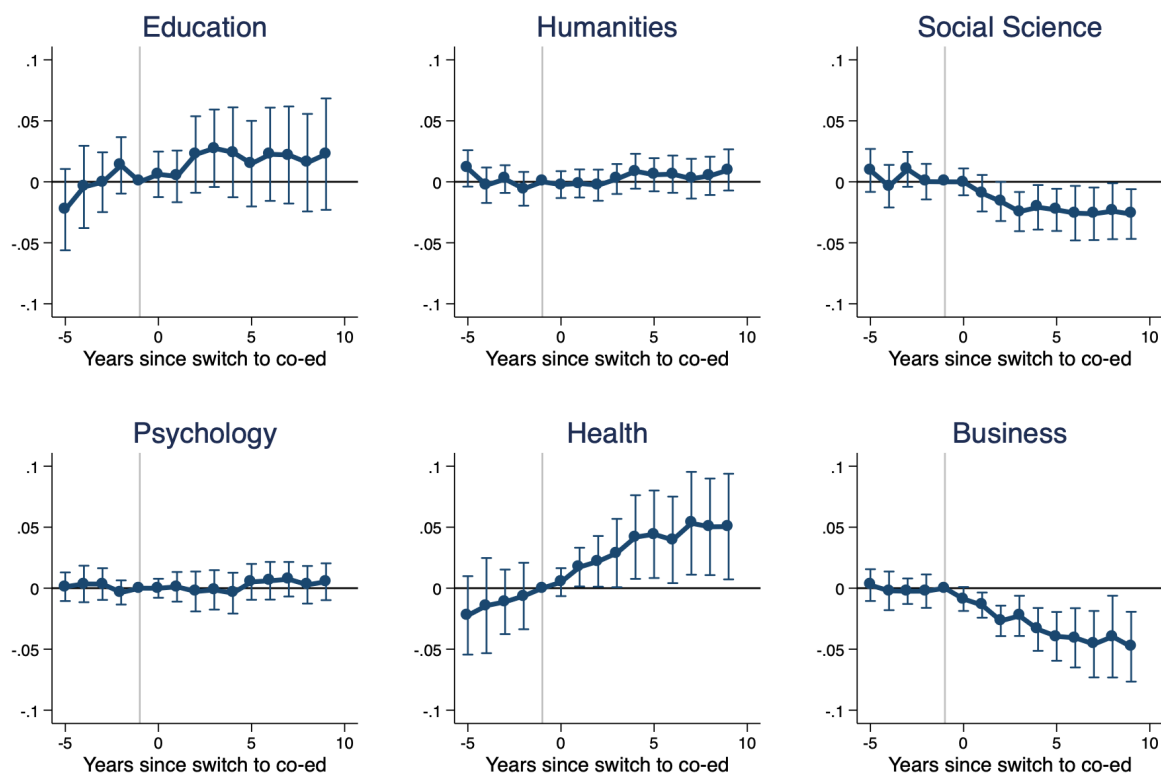 Education
.1
.05
0
-.05
-.1
-5 0 5 10
Years since switch to co-ed
Humanities
.1
.05
0
-.05
-.1
-5 0 5 10
Years since switch to co-ed
Social Science
.1
.05
0
-.05
-.1
-5 0 5 10
Years since switch to co-ed
Psychology
.1
.05
0
-.05
-.1
-5 0 5 10
Years since switch to co-ed
Health
.1
.05
0
-.05
-.1
-5 0 5 10
Years since switch to co-ed
Business
.1
.05
0
-.05
-.1
-5 0 5 10
Years since switch to co-ed